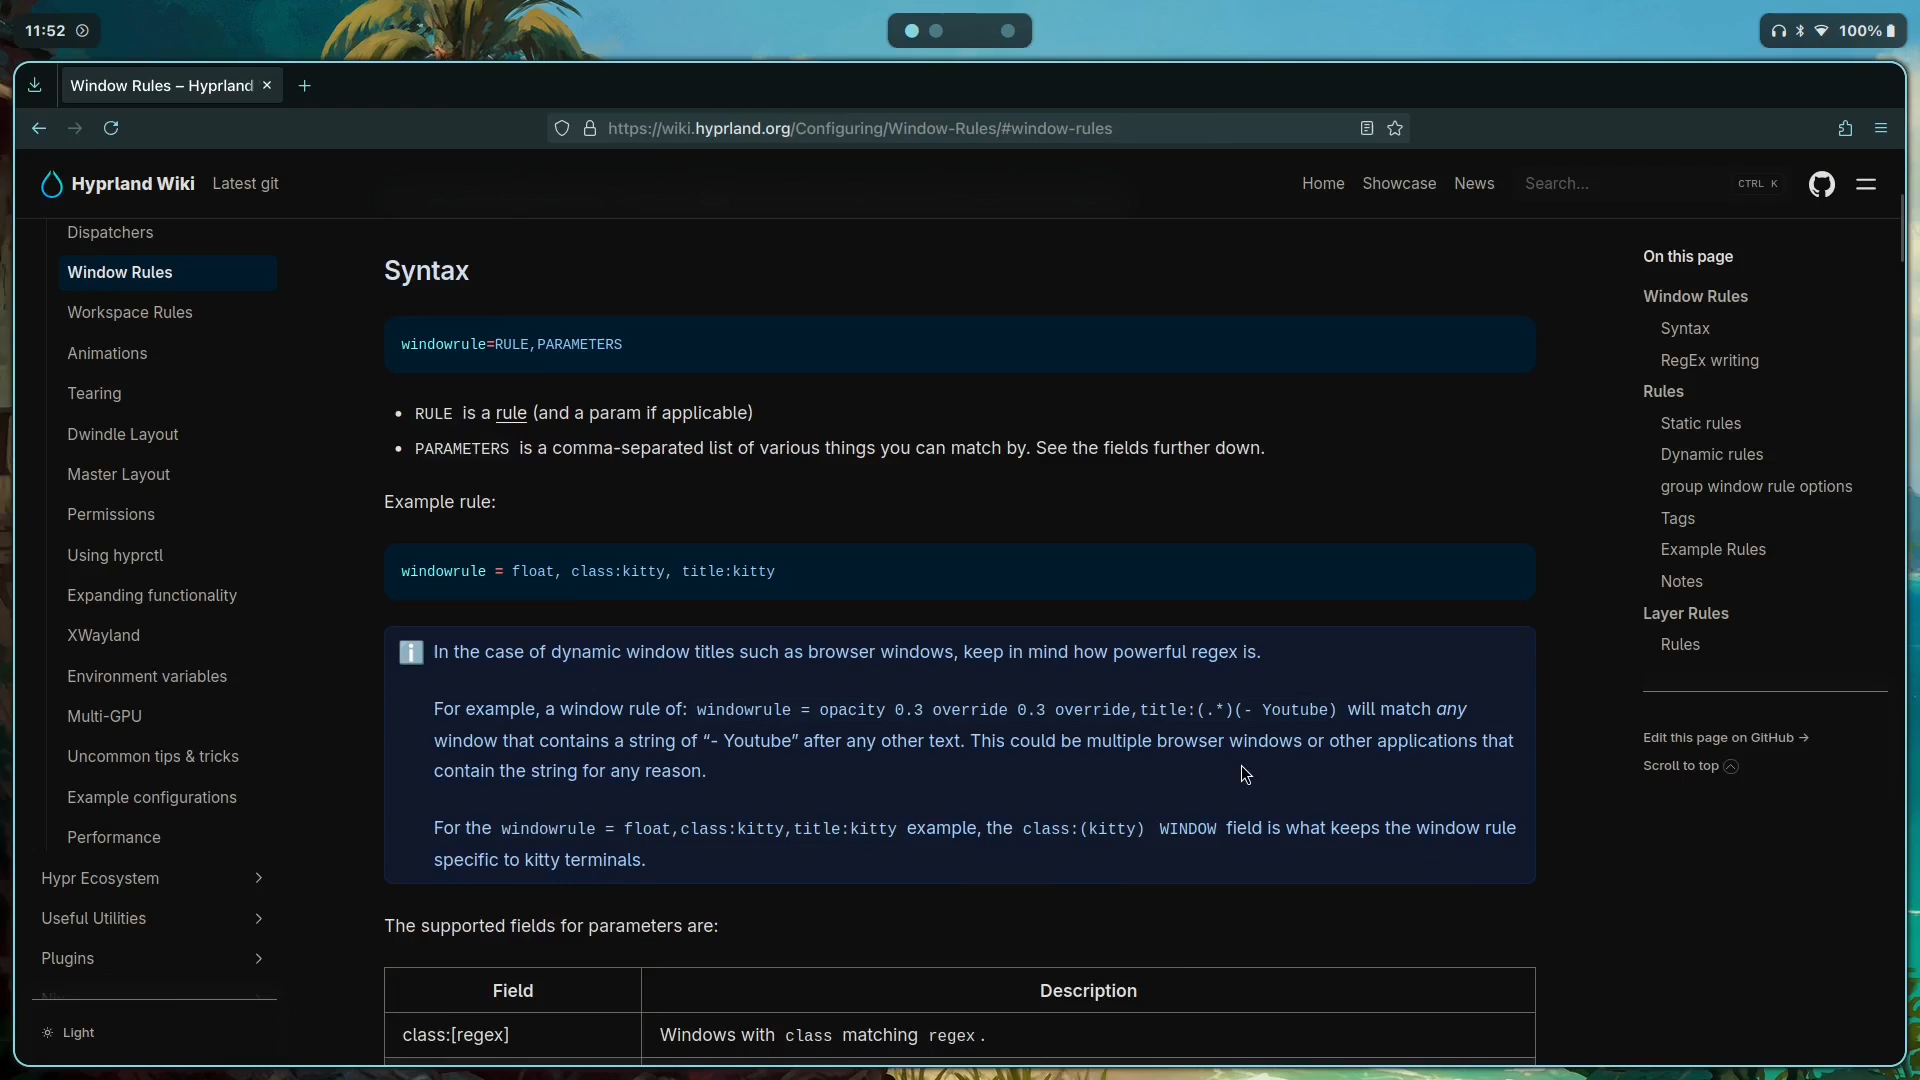 11:52
100%
Window Rules – Hyprland
https://wiki.hyprland.org/Configuring/Window-Rules/#window-rules
Hyprland Wiki
Latest git
Home
Showcase
News
Search...
CTRL K
Dispatchers
Window Rules
Workspace Rules
Animations
Tearing
Dwindle Layout
Master Layout
Permissions
Using hyprctl
Expanding functionality
XWayland
Environment variables
Multi-GPU
Uncommon tips & tricks
Example configurations
Performance
Hypr Ecosystem
Useful Utilities
Plugins
Light
Syntax
windowrule=RULE,PARAMETERS
• RULE is a rule (and a param if applicable)
• PARAMETERS is a comma-separated list of various things you can match by. See the fields further down.
Example rule:
windowrule = float, class:kitty, title:kitty
In the case of dynamic window titles such as browser windows, keep in mind how powerful regex is.
For example, a window rule of: windowrule = opacity 0.3 override 0.3 override,title:(.*)(- Youtube) will match any
window that contains a string of “- Youtube” after any other text. This could be multiple browser windows or other applications that
contain the string for any reason.
For the windowrule = float,class:kitty,title:kitty example, the class:(kitty) WINDOW field is what keeps the window rule
specific to kitty terminals.
The supported fields for parameters are:
Field
Description
class:[regex]
Windows with class matching regex.
On this page
Window Rules
Syntax
RegEx writing
Rules
Static rules
Dynamic rules
group window rule options
Tags
Example Rules
Notes
Layer Rules
Rules
Edit this page on GitHub →
Scroll to top